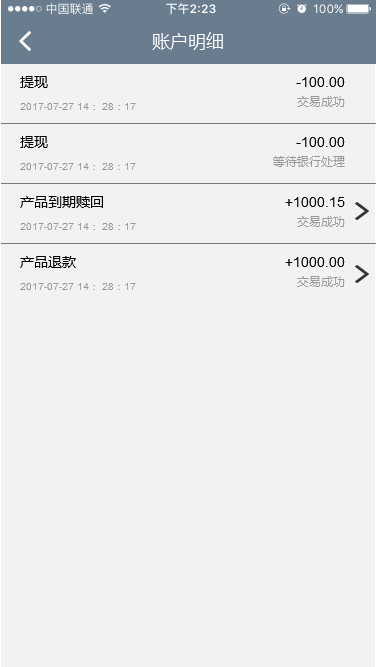 中国联通 下午2:23 100%
账户明细
提现 -100.00
2017-07-27 14： 28：17 交易成功
提现 -100.00
2017-07-27 14： 28：17 等待银行处理
产品到期赎回 +1000.15
2017-07-27 14： 28：17 交易成功
产品退款 +1000.00
2017-07-27 14： 28：17 交易成功